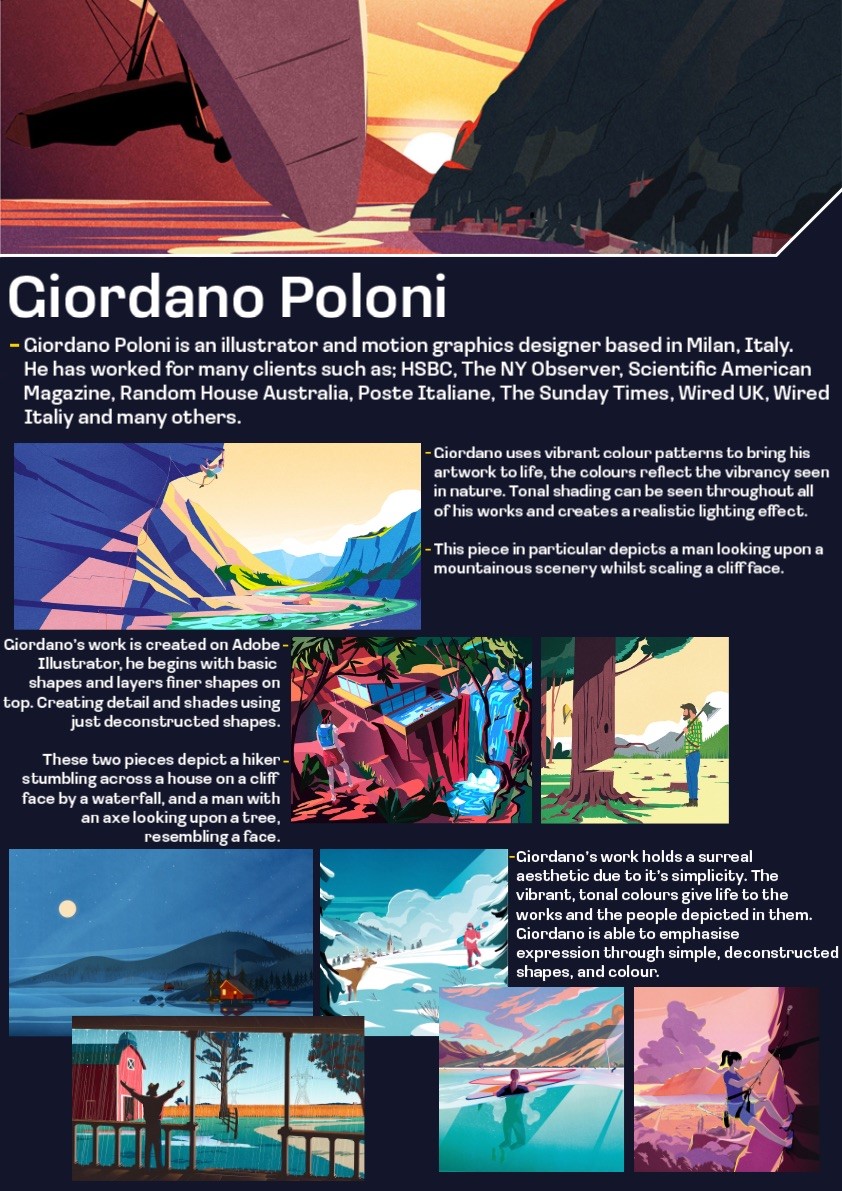 Giordano Poloni
- Giordano Poloni is an illustrator and motion graphics designer based in Milan, Italy.
He has worked for many clients such as; HSBC, The NY Observer, Scientific American
Magazine, Random House Australia, Poste Italiane, The Sunday Times, Wired UK, Wired
Italiy and many others.
- Giordano uses vibrant colour patterns to bring his
artwork to life, the colours reflect the vibrancy seen
in nature. Tonal shading can be seen throughout all
of his works and creates a realistic lighting effect.
- This piece in particular depicts a man looking upon a
mountainous scenery whilst scaling a cliff face.
Giordano's work is created on Adobe -
Illustrator, he begins with basic
shapes and layers finer shapes on
top. Creating detail and shades using
just deconstructed shapes.
These two pieces depict a hiker -
stumbling across a house on a cliff
face by a waterfall, and a man with
an axe looking upon a tree,
resembling a face.
- Giordano's work holds a surreal
aesthetic due to it's simplicity. The
vibrant, tonal colours give life to the
works and the people depicted in them.
Giordano is able to emphasise
expression through simple, deconstructed
shapes, and colour.